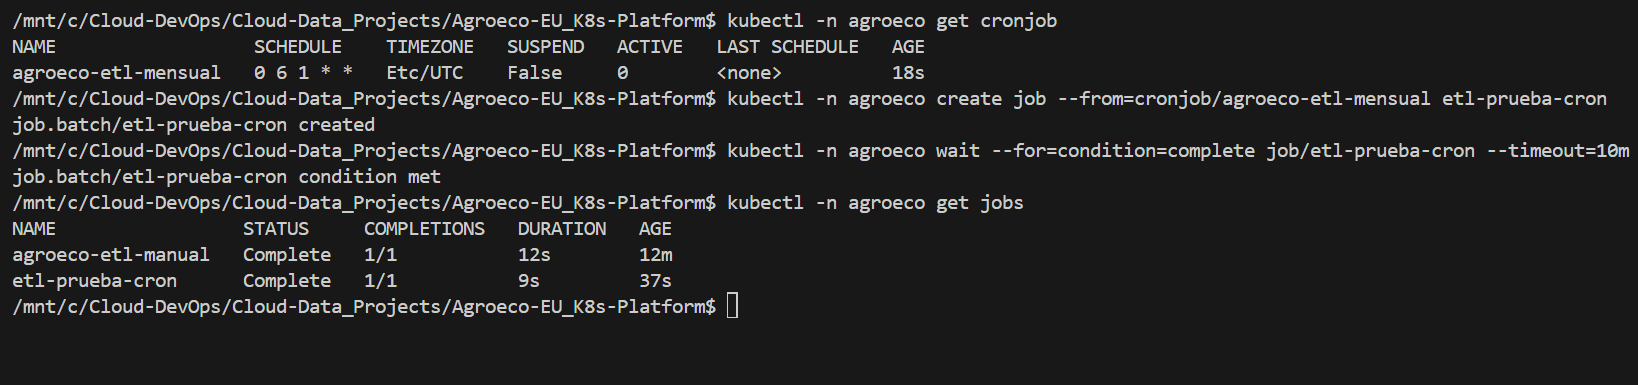 /mnt/c/Cloud-DevOps/Cloud-Data_Projects/Agroeco-EU_K8s-Platform$ kubectl -n agroeco get cronjob
NAME                  SCHEDULE    TIMEZONE   SUSPEND   ACTIVE   LAST SCHEDULE   AGE
agroeco-etl-mensual   0 6 1 * *   Etc/UTC    False     0        <none>          18s
/mnt/c/Cloud-DevOps/Cloud-Data_Projects/Agroeco-EU_K8s-Platform$ kubectl -n agroeco create job --from=cronjob/agroeco-etl-mensual etl-prueba-cron
job.batch/etl-prueba-cron created
/mnt/c/Cloud-DevOps/Cloud-Data_Projects/Agroeco-EU_K8s-Platform$ kubectl -n agroeco wait --for=condition=complete job/etl-prueba-cron --timeout=10m
job.batch/etl-prueba-cron condition met
/mnt/c/Cloud-DevOps/Cloud-Data_Projects/Agroeco-EU_K8s-Platform$ kubectl -n agroeco get jobs
NAME                 STATUS     COMPLETIONS   DURATION   AGE
agroeco-etl-manual   Complete   1/1           12s        12m
etl-prueba-cron      Complete   1/1           9s         37s
/mnt/c/Cloud-DevOps/Cloud-Data_Projects/Agroeco-EU_K8s-Platform$